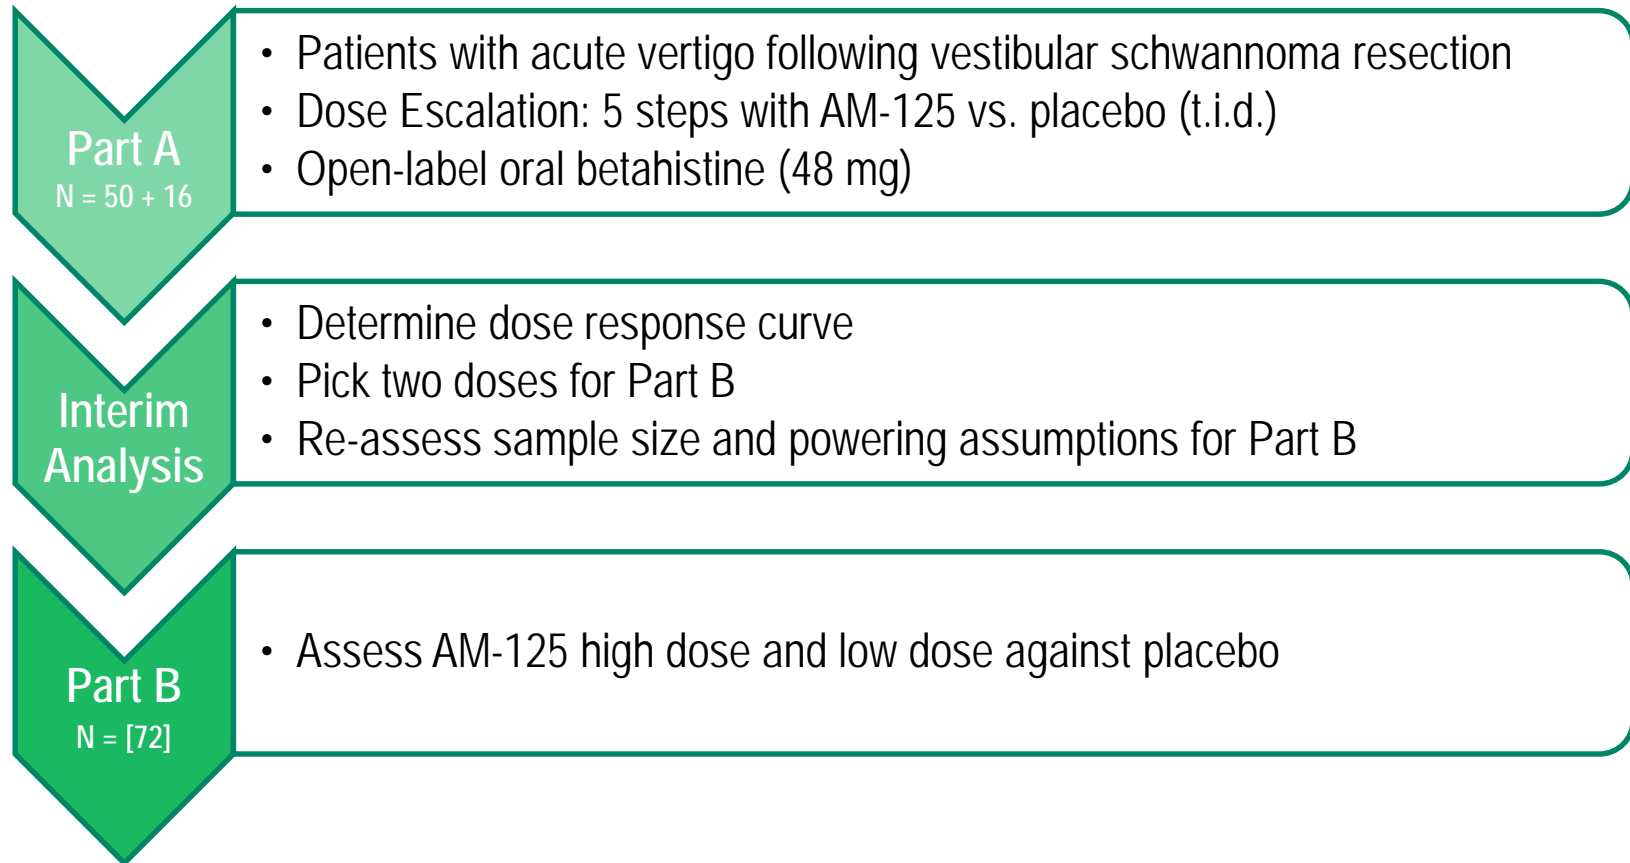 Part A
N = 50 + 16
• Patients with acute vertigo following vestibular schwannoma resection
• Dose Escalation: 5 steps with AM-125 vs. placebo (t.i.d.)
• Open-label oral betahistine (48 mg)
Interim
Analysis
• Determine dose response curve
• Pick two doses for Part B
• Re-assess sample size and powering assumptions for Part B
Part B
N = [72]
• Assess AM-125 high dose and low dose against placebo